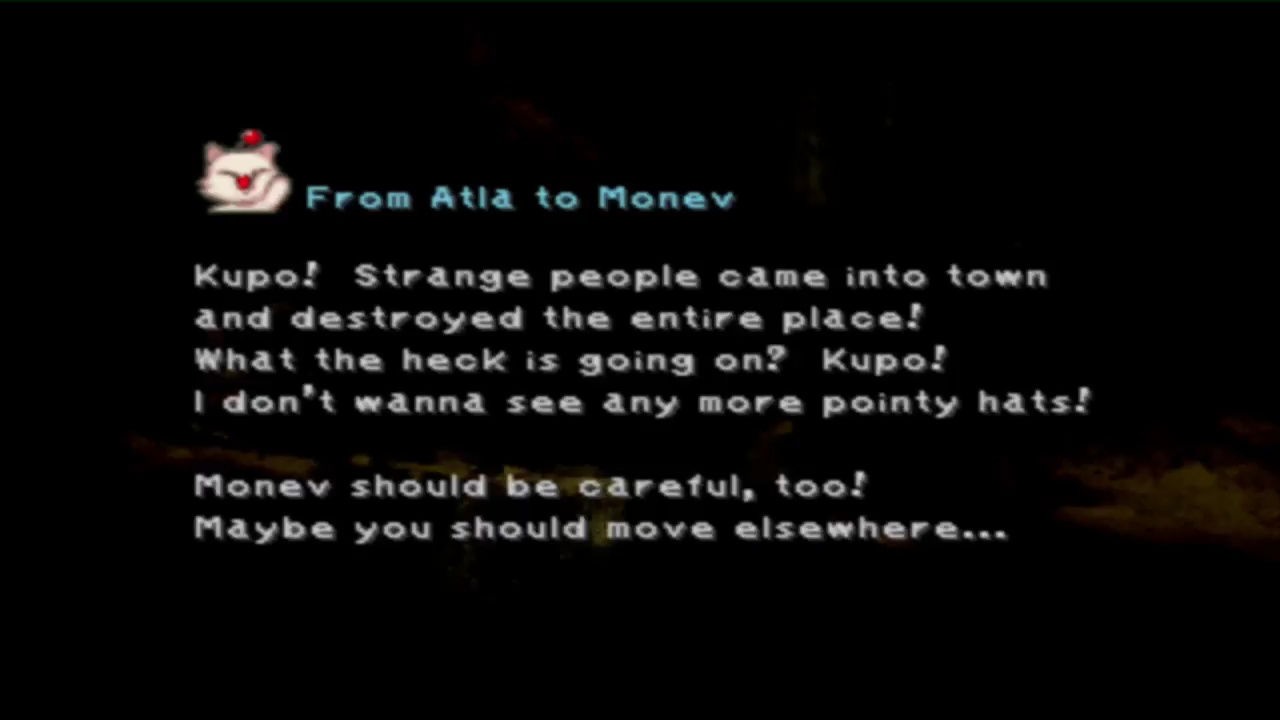 From Atla to Monev
Kupo!  Strange people came into town
and destroyed the entire place!
What the heck is going on?  Kupo!
I don't wanna see any more pointy hats!
Monev should be careful, too!
Maybe you should move elsewhere...